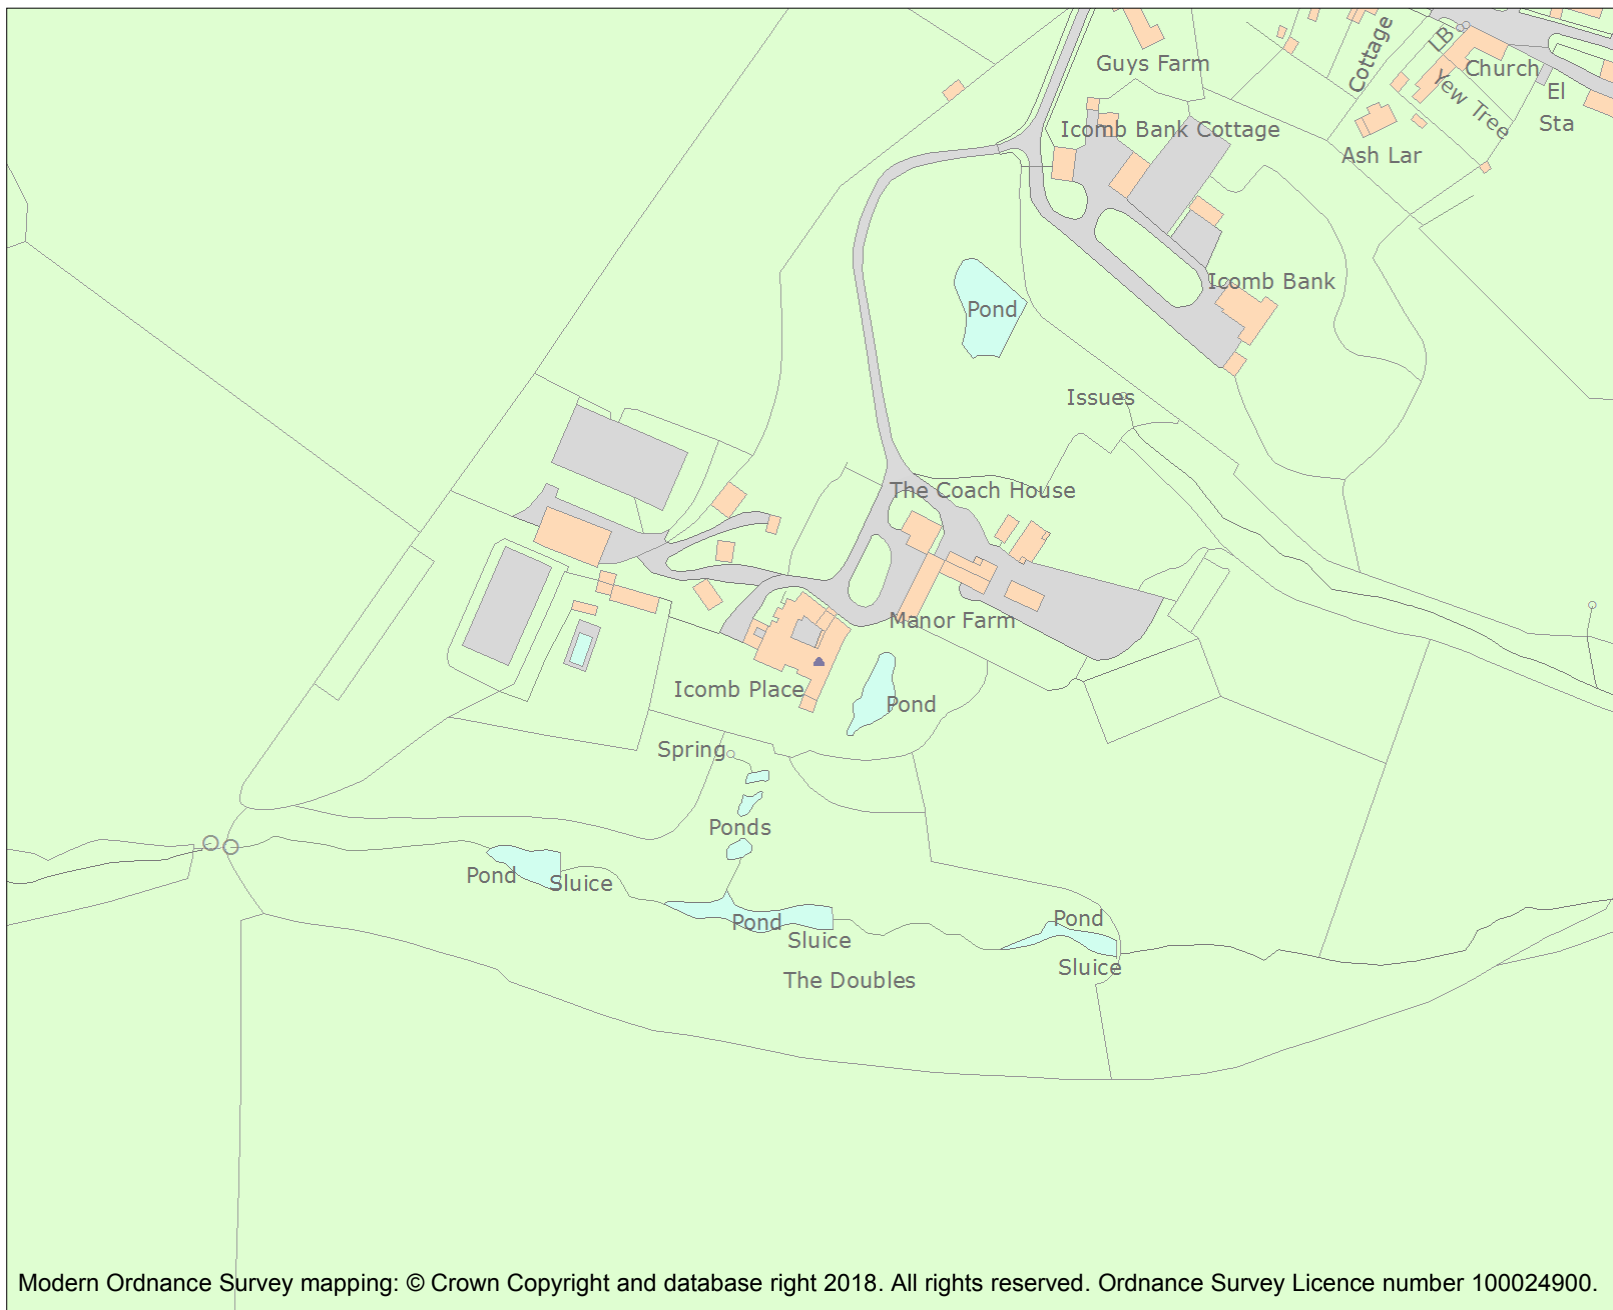 Cottage
LB
Guys Farm
Church
Yew Tree
El
Sta
Icomb Bank Cottage
Ash Lar
Icomb Bank
Pond
Issues
The Coach House
Manor Farm
Icomb Place
Pond
Spring
Ponds
Pond
Sluice
Pond
Sluice
Pond
Sluice
The Doubles
Modern Ordnance Survey mapping: © Crown Copyright and database right 2018. All rights reserved. Ordnance Survey Licence number 100024900.